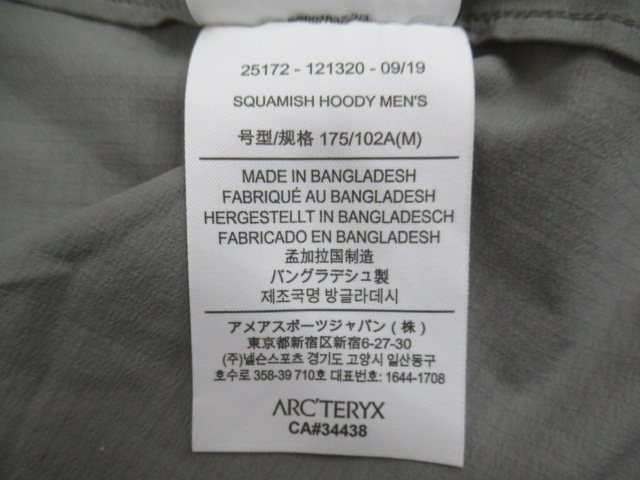 25172 - 121320 - 09/19
SQUAMISH HOODY MEN'S
号型/规格 175/102A(M)
MADE IN BANGLADESH
FABRIQUÉ AU BANGLADESH
HERGESTELLT IN BANGLADESCH
FABRICADO EN BANGLADESH
孟加拉国制造
バングラデシュ製
제조국명 방글라데시
アメアスポーツジャパン (株)
東京都新宿区新宿6-27-30
(주)넬슨스포츠 경기도 고양시 일산동구
호수로 358-39 710호 대표번호: 1644-1708
ARC'TERYX
CA#34438